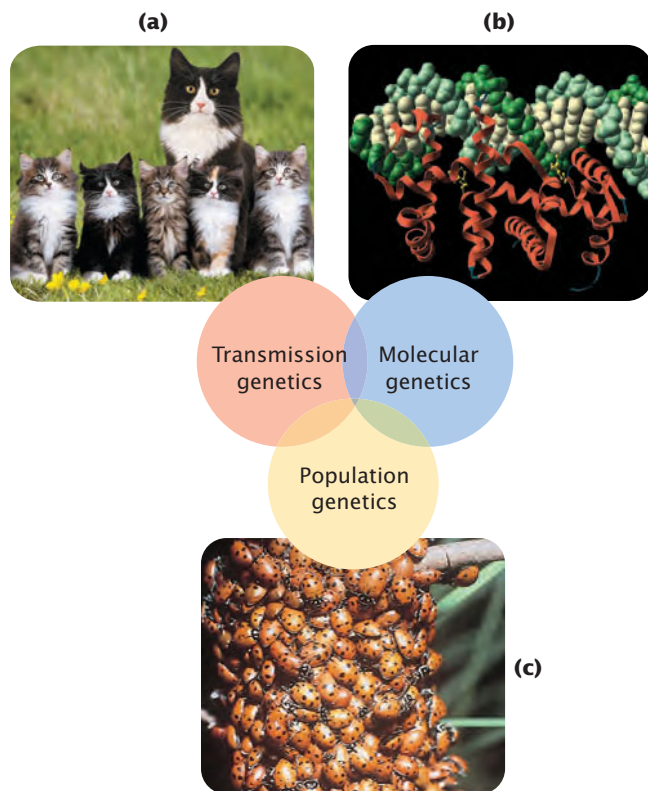 (a)
(b)
Transmission
genetics
Molecular
genetics
Population
genetics
(c)